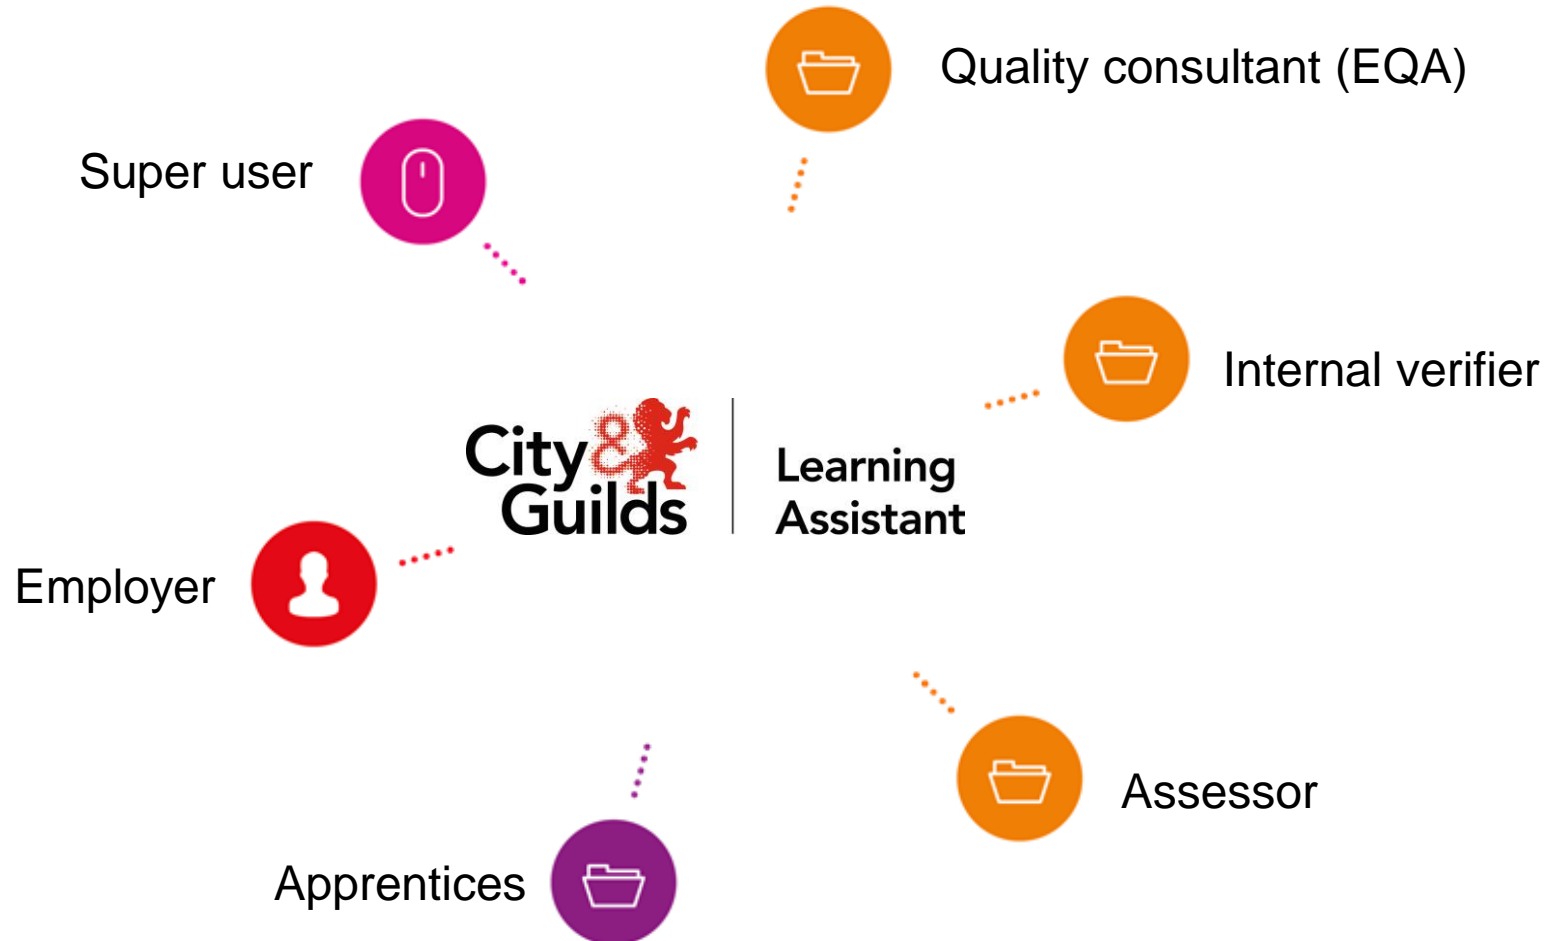 Quality consultant (EQA)
Super user
Internal verifier
City&
Guilds
Learning
Assistant
Employer
Assessor
Apprentices